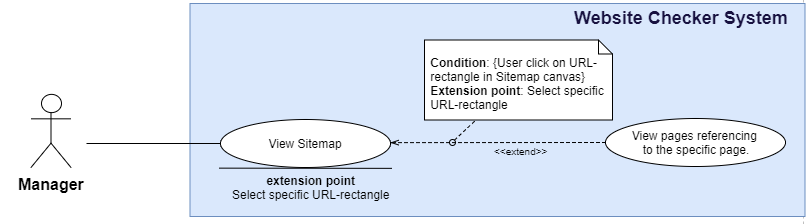 Website Checker System
Condition: {User click on URL-
rectangle in Sitemap canvas}
Extension point: Select specific
URL-rectangle
View Sitemap
<<extend>>
View pages referencing
to the specific page.
extension point
Select specific URL-rectangle
Manager